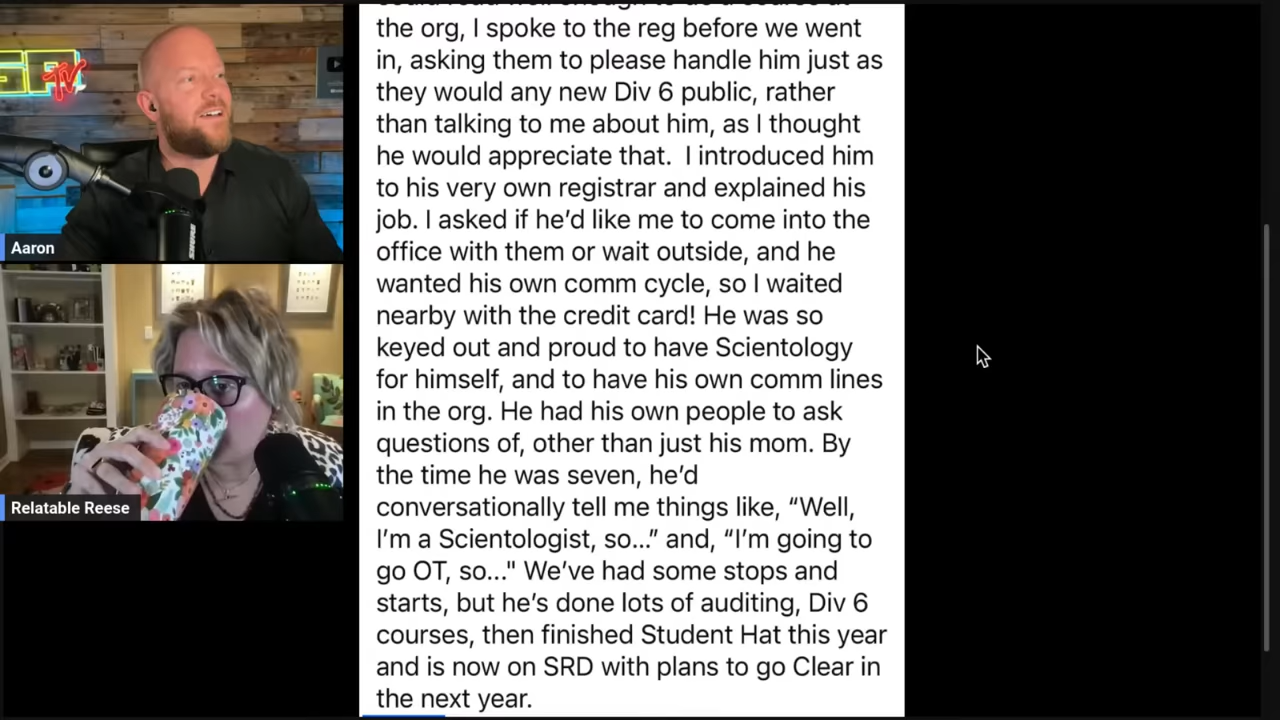 the org, I spoke to the reg before we went
in, asking them to please handle him just as
they would any new Div 6 public, rather
than talking to me about him, as I thought
he would appreciate that.  I introduced him
to his very own registrar and explained his
job. I asked if he’d like me to come into the
office with them or wait outside, and he
wanted his own comm cycle, so I waited
nearby with the credit card! He was so
keyed out and proud to have Scientology
for himself, and to have his own comm lines
in the org. He had his own people to ask
questions of, other than just his mom. By
the time he was seven, he’d
conversationally tell me things like, “Well,
I’m a Scientologist, so...” and, “I’m going to
go OT, so..." We’ve had some stops and
starts, but he’s done lots of auditing, Div 6
courses, then finished Student Hat this year
and is now on SRD with plans to go Clear in
the next year.
TV
Aaron
Relatable Reese